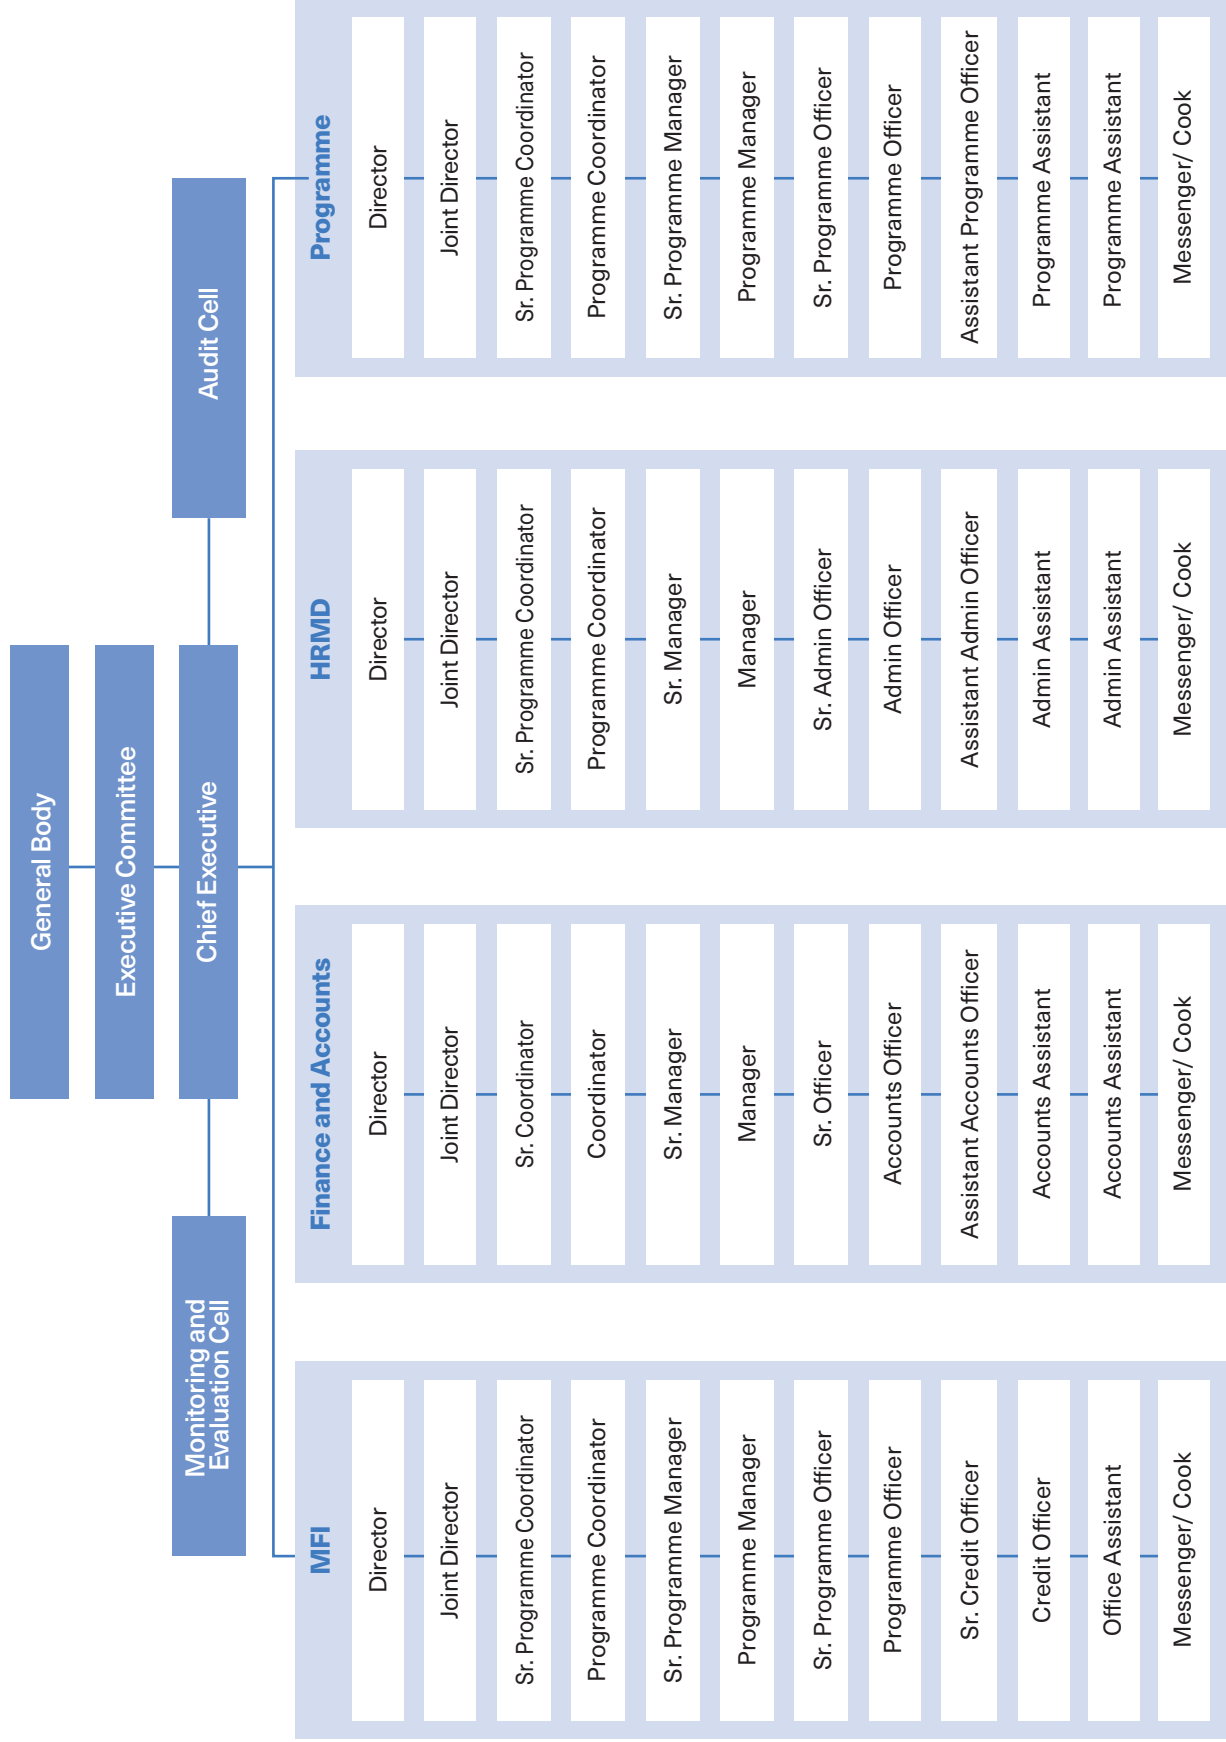 General Body
Executive Committee
Chief Executive
Monitoring and
Evaluation Cell
Audit Cell
MFI
Director
Joint Director
Sr. Programme Coordinator
Programme Coordinator
Sr. Programme Manager
Programme Manager
Sr. Programme Officer
Programme Officer
Sr. Credit Officer
Credit Officer
Office Assistant
Messenger/ Cook
Finance and Accounts
Director
Joint Director
Sr. Coordinator
Coordinator
Sr. Manager
Manager
Sr. Officer
Accounts Officer
Assistant Accounts Officer
Accounts Assistant
Accounts Assistant
Messenger/ Cook
HRMD
Director
Joint Director
Sr. Programme Coordinator
Programme Coordinator
Sr. Manager
Manager
Sr. Admin Officer
Admin Officer
Assistant Admin Officer
Admin Assistant
Admin Assistant
Messenger/ Cook
Programme
Director
Joint Director
Sr. Programme Coordinator
Programme Coordinator
Sr. Programme Manager
Programme Manager
Sr. Programme Officer
Programme Officer
Assistant Programme Officer
Programme Assistant
Programme Assistant
Messenger/ Cook